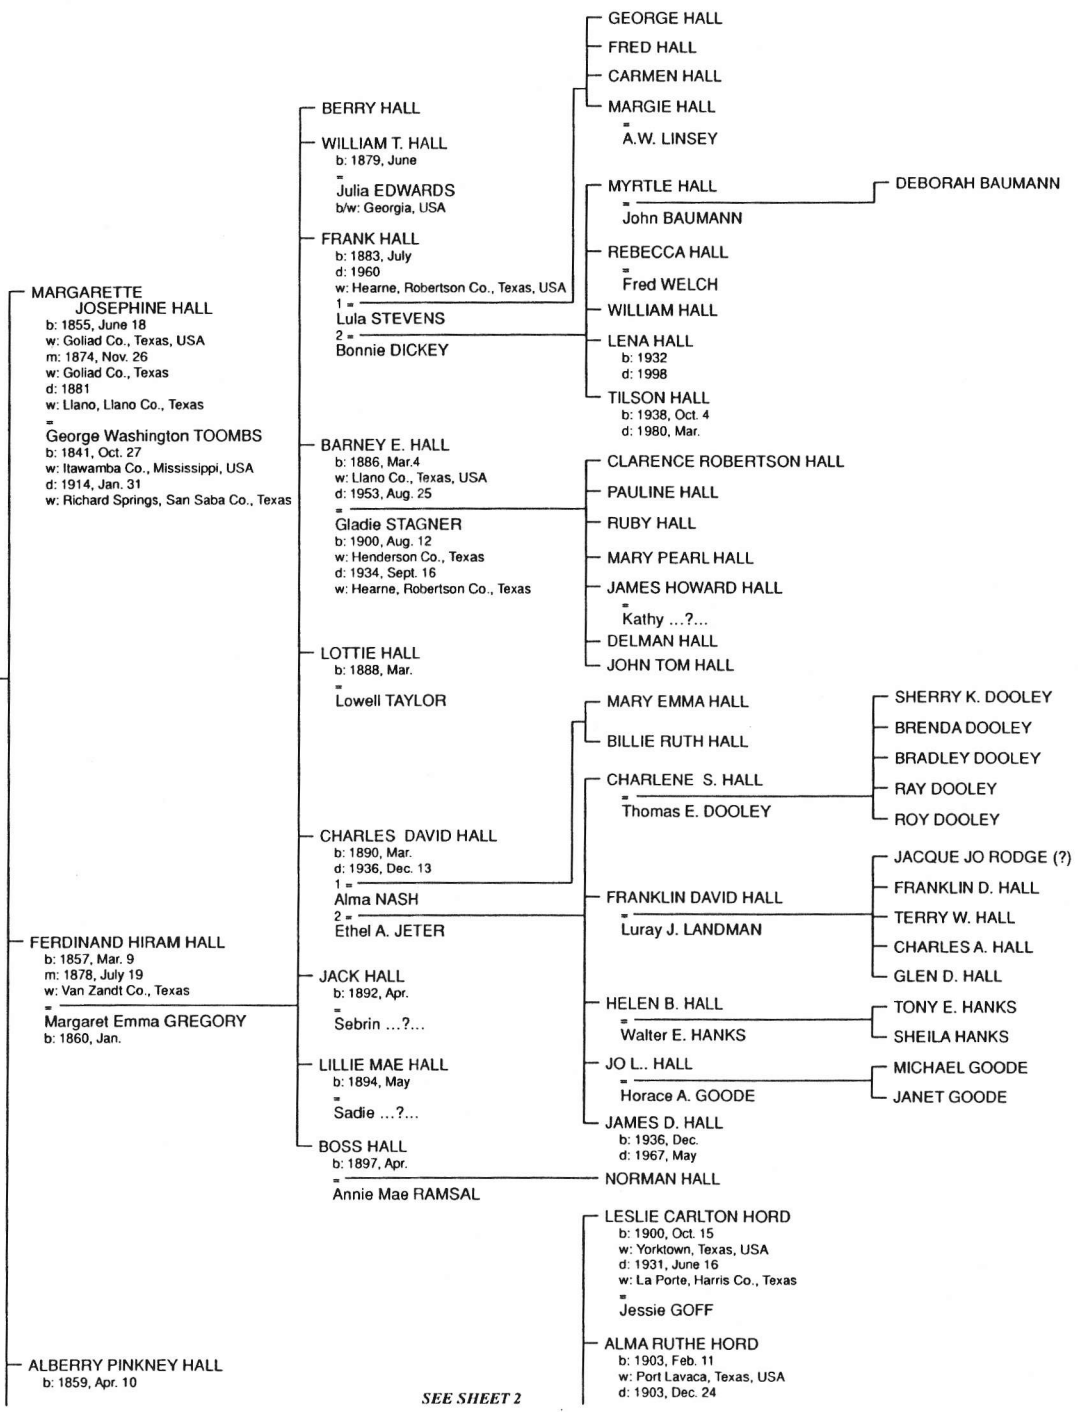 MARGARETTE
JOSEPHINE HALL
b: 1855, June 18
w: Goliad Co., Texas, USA
m: 1874, Nov. 26
w: Goliad Co., Texas
d: 1881
w: Llano, Llano Co., Texas
=
George Washington TOOMBS
b: 1841, Oct. 27
w: Itawamba Co., Mississippi, USA
d: 1914, Jan. 31
w: Richard Springs, San Saba Co., Texas
FERDINAND HIRAM HALL
b: 1857, Mar. 9
m: 1878, July 19
w: Van Zandt Co., Texas
=
Margaret Emma GREGORY
b: 1860, Jan.
ALBERRY PINKNEY HALL
b: 1859, Apr. 10
BERRY HALL
WILLIAM T. HALL
b: 1879, June
=
Julia EDWARDS
b/w: Georgia, USA
FRANK HALL
b: 1883, July
d: 1960
w: Hearne, Robertson Co., Texas, USA
1 =
Lula STEVENS
2 =
Bonnie DICKEY
BARNEY E. HALL
b: 1886, Mar.4
w: Llano Co., Texas, USA
d: 1953, Aug. 25
=
Gladie STAGNER
b: 1900, Aug. 12
w: Henderson Co., Texas
d: 1934, Sept. 16
w: Hearne, Robertson Co., Texas
LOTTIE HALL
b: 1888, Mar.
=
Lowell TAYLOR
CHARLES DAVID HALL
b: 1890, Mar.
d: 1936, Dec. 13
1 =
Alma NASH
2 =
Ethel A. JETER
JACK HALL
b: 1892, Apr.
=
Sebrin ...?...
LILLIE MAE HALL
b: 1894, May
=
Sadie ...?...
BOSS HALL
b: 1897, Apr.
=
Annie Mae RAMSAL
GEORGE HALL
FRED HALL
CARMEN HALL
MARGIE HALL
=
A.W. LINSEY
MYRTLE HALL
=
John BAUMANN
REBECCA HALL
=
Fred WELCH
WILLIAM HALL
LENA HALL
b: 1932
d: 1998
TILSON HALL
b: 1938, Oct. 4
d: 1980, Mar.
CLARENCE ROBERTSON HALL
PAULINE HALL
RUBY HALL
MARY PEARL HALL
JAMES HOWARD HALL
=
Kathy ...?...
DELMAN HALL
JOHN TOM HALL
MARY EMMA HALL
BILLIE RUTH HALL
CHARLENE S. HALL
=
Thomas E. DOOLEY
FRANKLIN DAVID HALL
=
Luray J. LANDMAN
HELEN B. HALL
=
Walter E. HANKS
JO L.. HALL
=
Horace A. GOODE
JAMES D. HALL
b: 1936, Dec.
d: 1967, May
NORMAN HALL
LESLIE CARLTON HORD
b: 1900, Oct. 15
w: Yorktown, Texas, USA
d: 1931, June 16
w: La Porte, Harris Co., Texas
=
Jessie GOFF
ALMA RUTHE HORD
b: 1903, Feb. 11
w: Port Lavaca, Texas, USA
d: 1903, Dec. 24
DEBORAH BAUMANN
SHERRY K. DOOLEY
BRENDA DOOLEY
BRADLEY DOOLEY
RAY DOOLEY
ROY DOOLEY
JACQUE JO RODGE (?)
FRANKLIN D. HALL
TERRY W. HALL
CHARLES A. HALL
GLEN D. HALL
TONY E. HANKS
SHEILA HANKS
MICHAEL GOODE
JANET GOODE
SEE SHEET 2